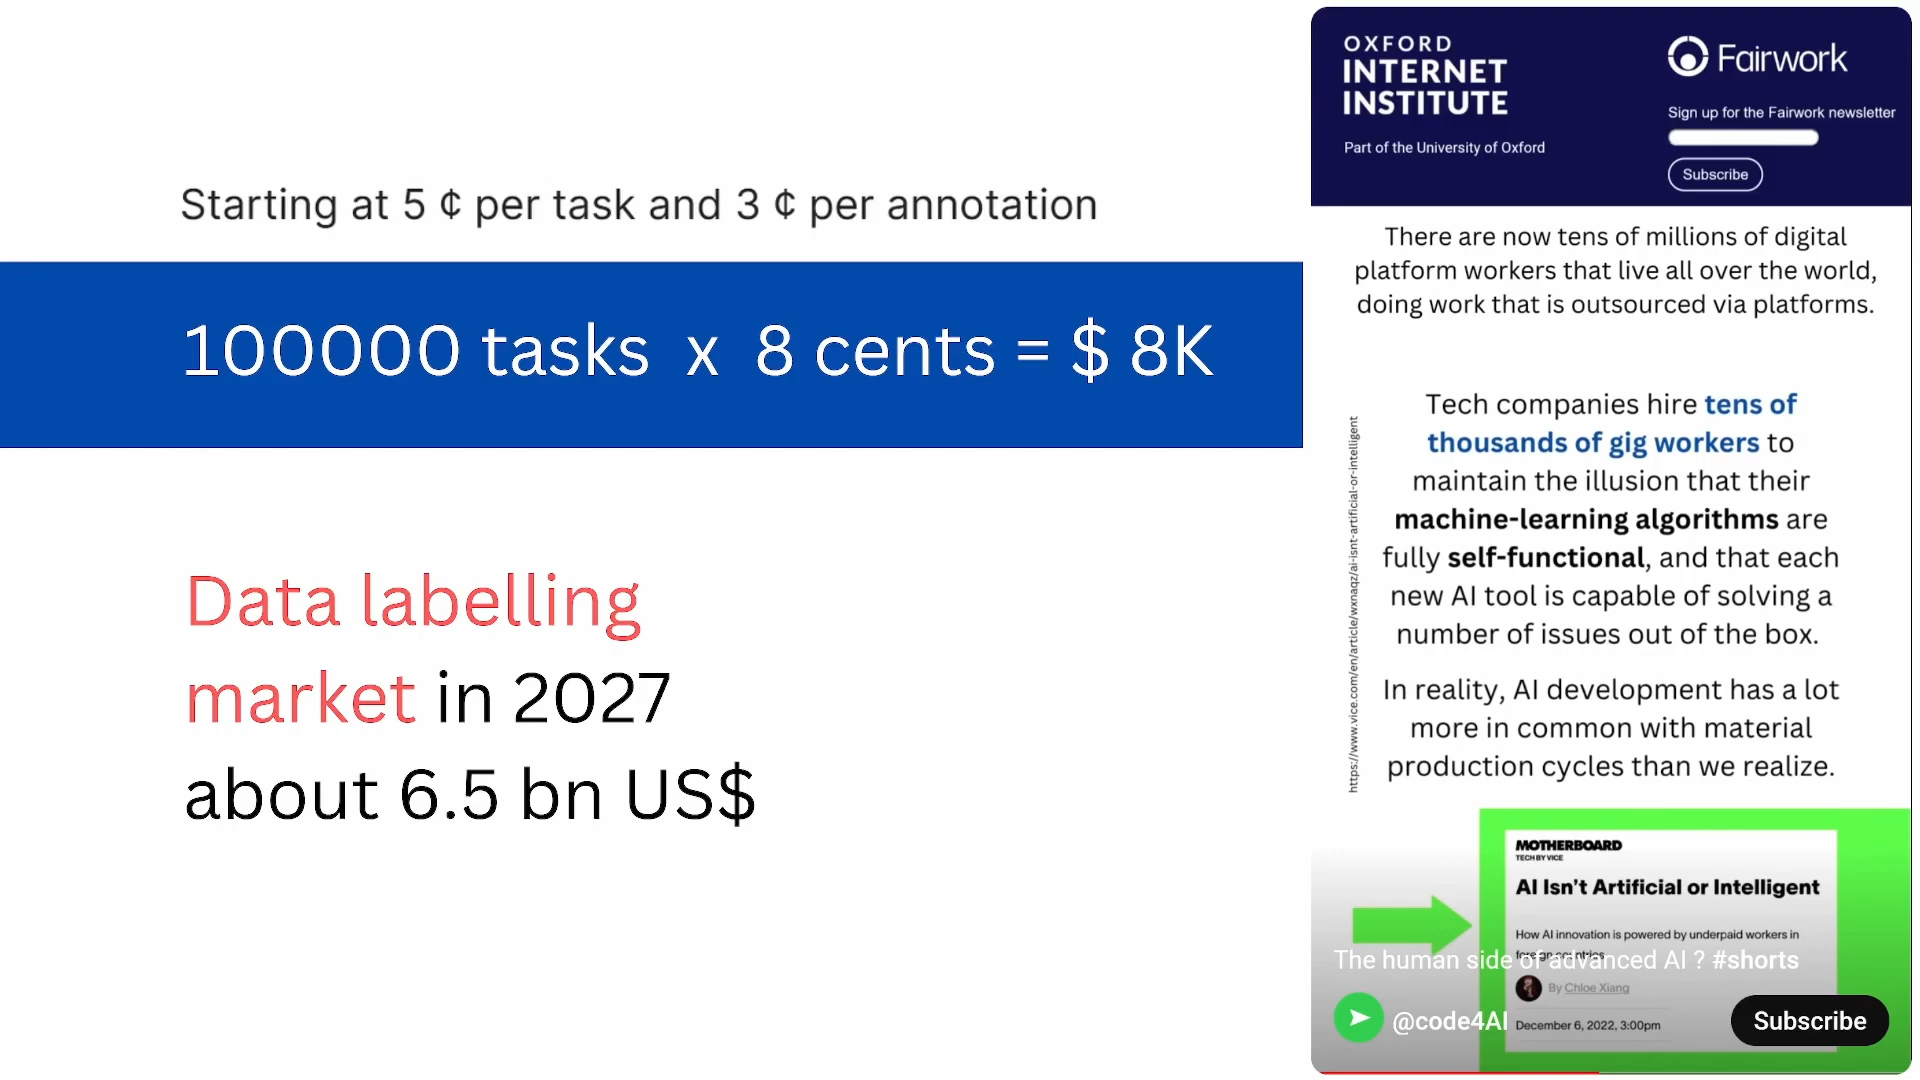 Starting at 5 ¢ per task and 3 ¢ per annotation
100000 tasks x 8 cents = $ 8K
Data labelling
market in 2027
about 6.5 bn US$
OXFORD
INTERNET
INSTITUTE
Part of the University of Oxford
Fairwork
Sign up for the Fairwork newsletter
Subscribe
There are now tens of millions of digital
platform workers that live all over the world,
doing work that is outsourced via platforms.
https://www.vice.com/en/article/wxnaqz/ai-isnt-artificial-or-intelligent
Tech companies hire tens of
thousands of gig workers to
maintain the illusion that their
machine-learning algorithms are
fully self-functional, and that each
new AI tool is capable of solving a
number of issues out of the box.
In reality, AI development has a lot
more in common with material
production cycles than we realize.
MOTHERBOARD
TECH BY VICE
AI Isn't Artificial or Intelligent
How AI innovation is powered by underpaid workers in
foreign countries.
The human side of advanced AI ? #shorts
By Chloe Xiang
@code4AI
December 6, 2022, 3:00pm
Subscribe